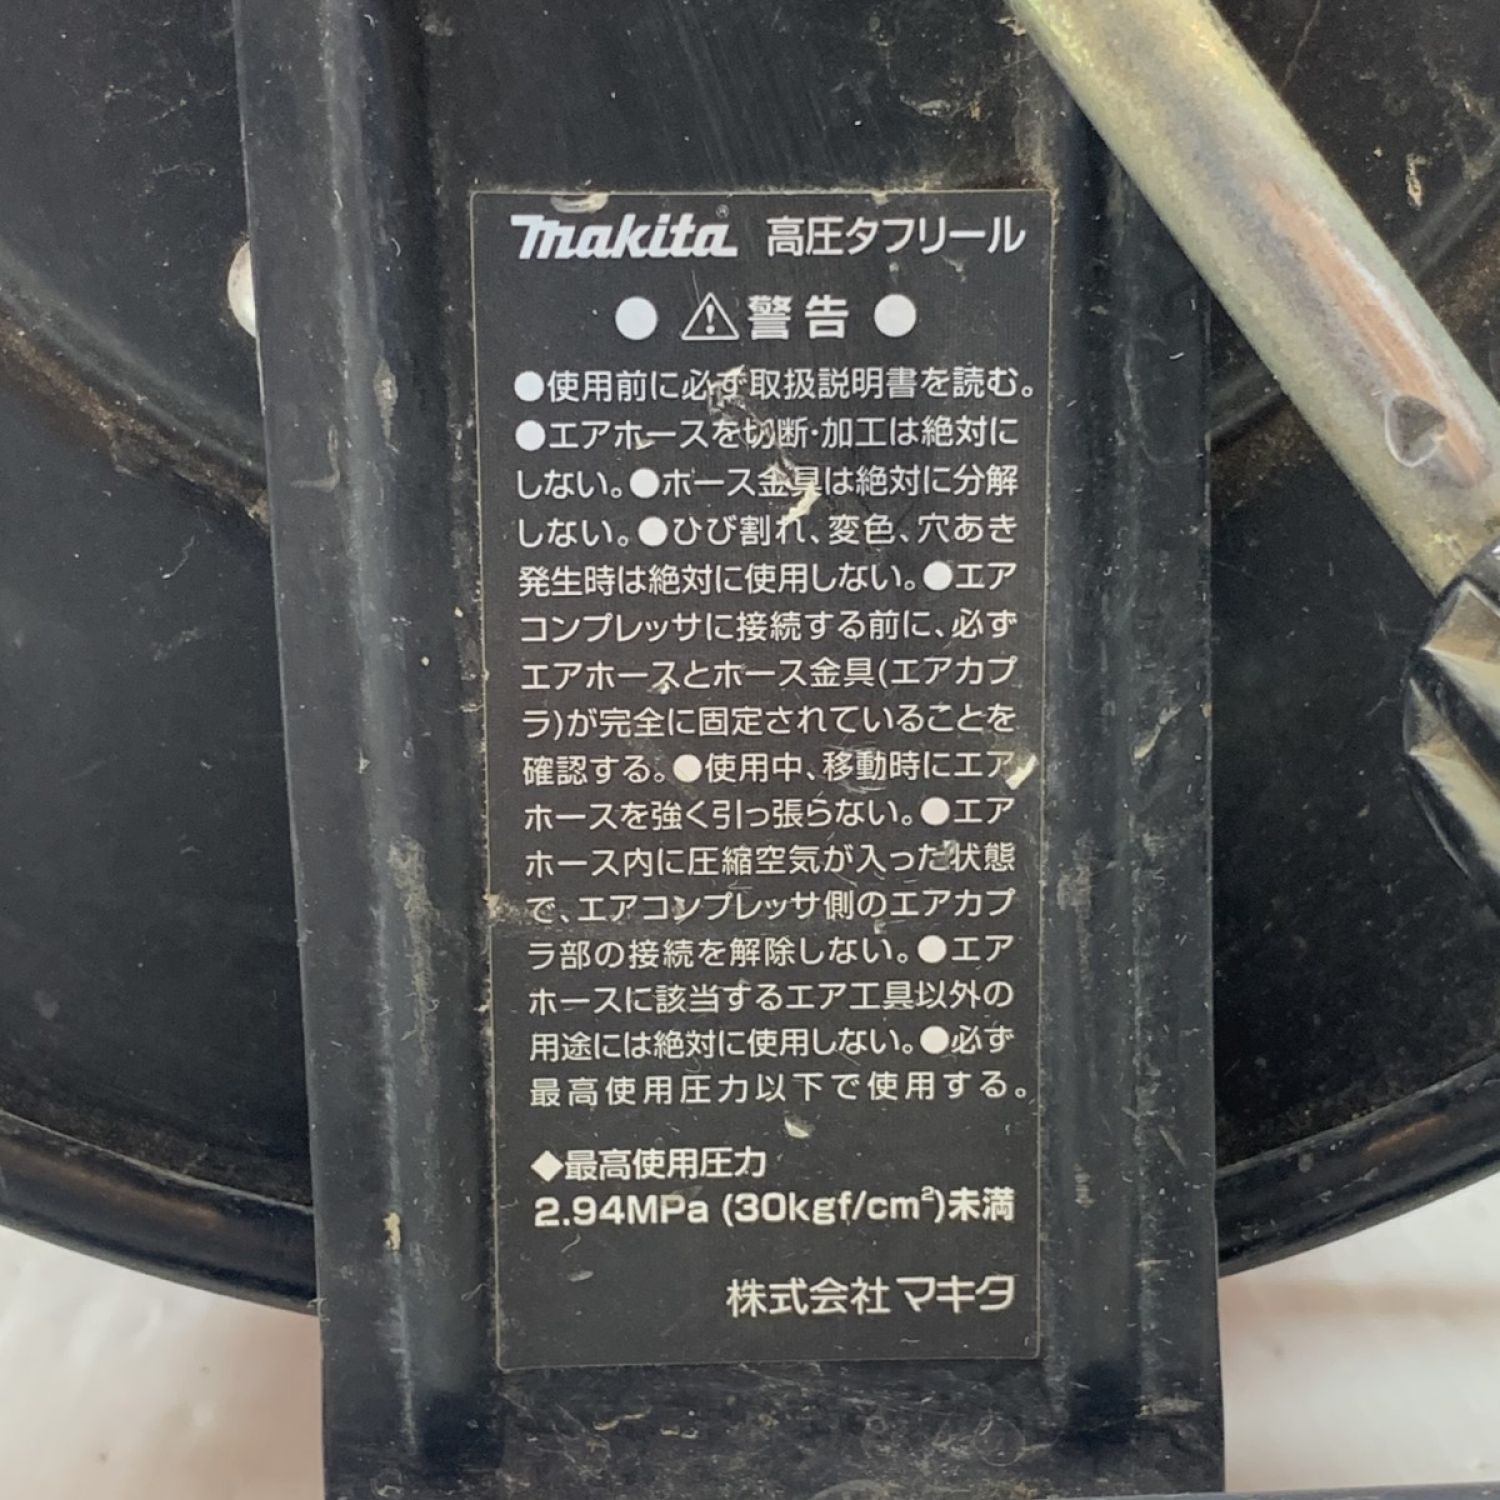 makita® 高圧タフリール
● ⚠警告 ●
●使用前に必ず取扱説明書を読む。
●エアホースを切断・加工は絶対に
しない。●ホース金具は絶対に分解
しない。●ひび割れ、変色、穴あき
発生時は絶対に使用しない。●エア
コンプレッサに接続する前に、必ず
エアホースとホース金具(エアカプ
ラ)が完全に固定されていることを
確認する。●使用中、移動時にエア
ホースを強く引っ張らない。●エア
ホース内に圧縮空気が入った状態
で、エアコンプレッサ側のエアカプ
ラ部の接続を解除しない。●エア
ホースに該当するエア工具以外の
用途には絶対に使用しない。●必ず
最高使用圧力以下で使用する。
◆最高使用圧力
2.94MPa (30kgf/cm²)未満
株式会社マキタ